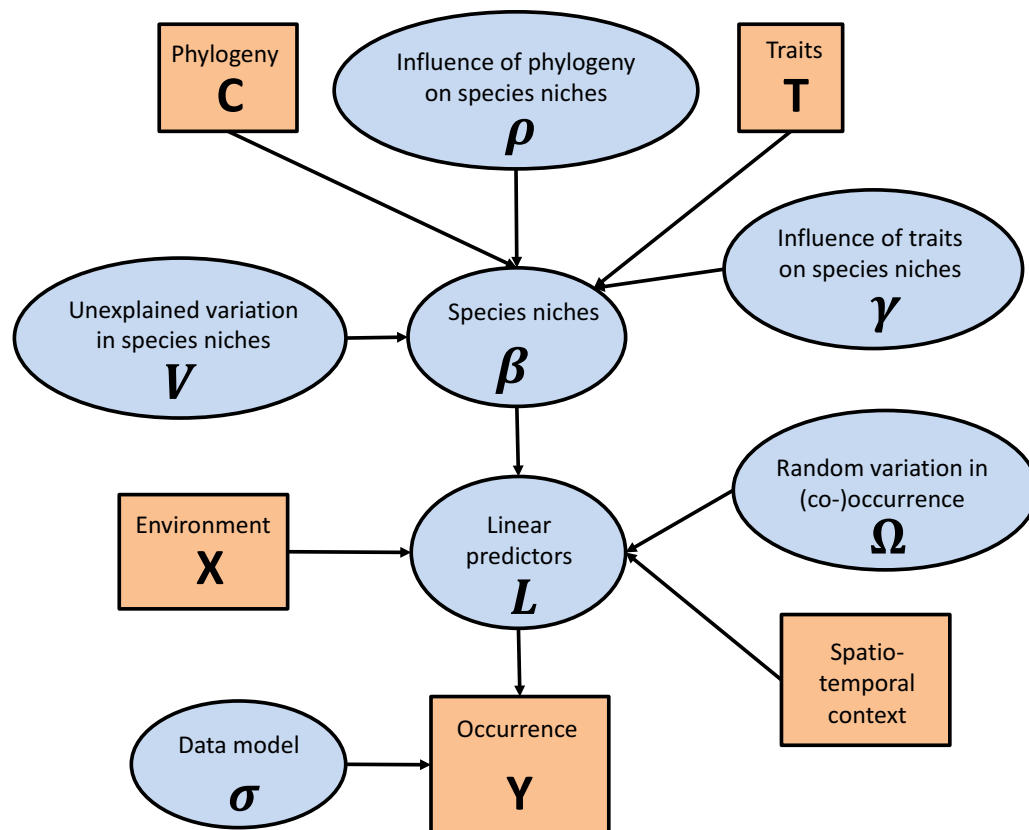 Phylogeny
C
Influence of phylogeny
on species niches
ρ
Traits
T
Influence of traits
on species niches
γ
Unexplained variation
in species niches
V
Species niches
β
Random variation in
(co-)occurrence
Ω
Environment
X
Linear
predictors
L
Spatio-
temporal
context
Data model
σ
Occurrence
Y